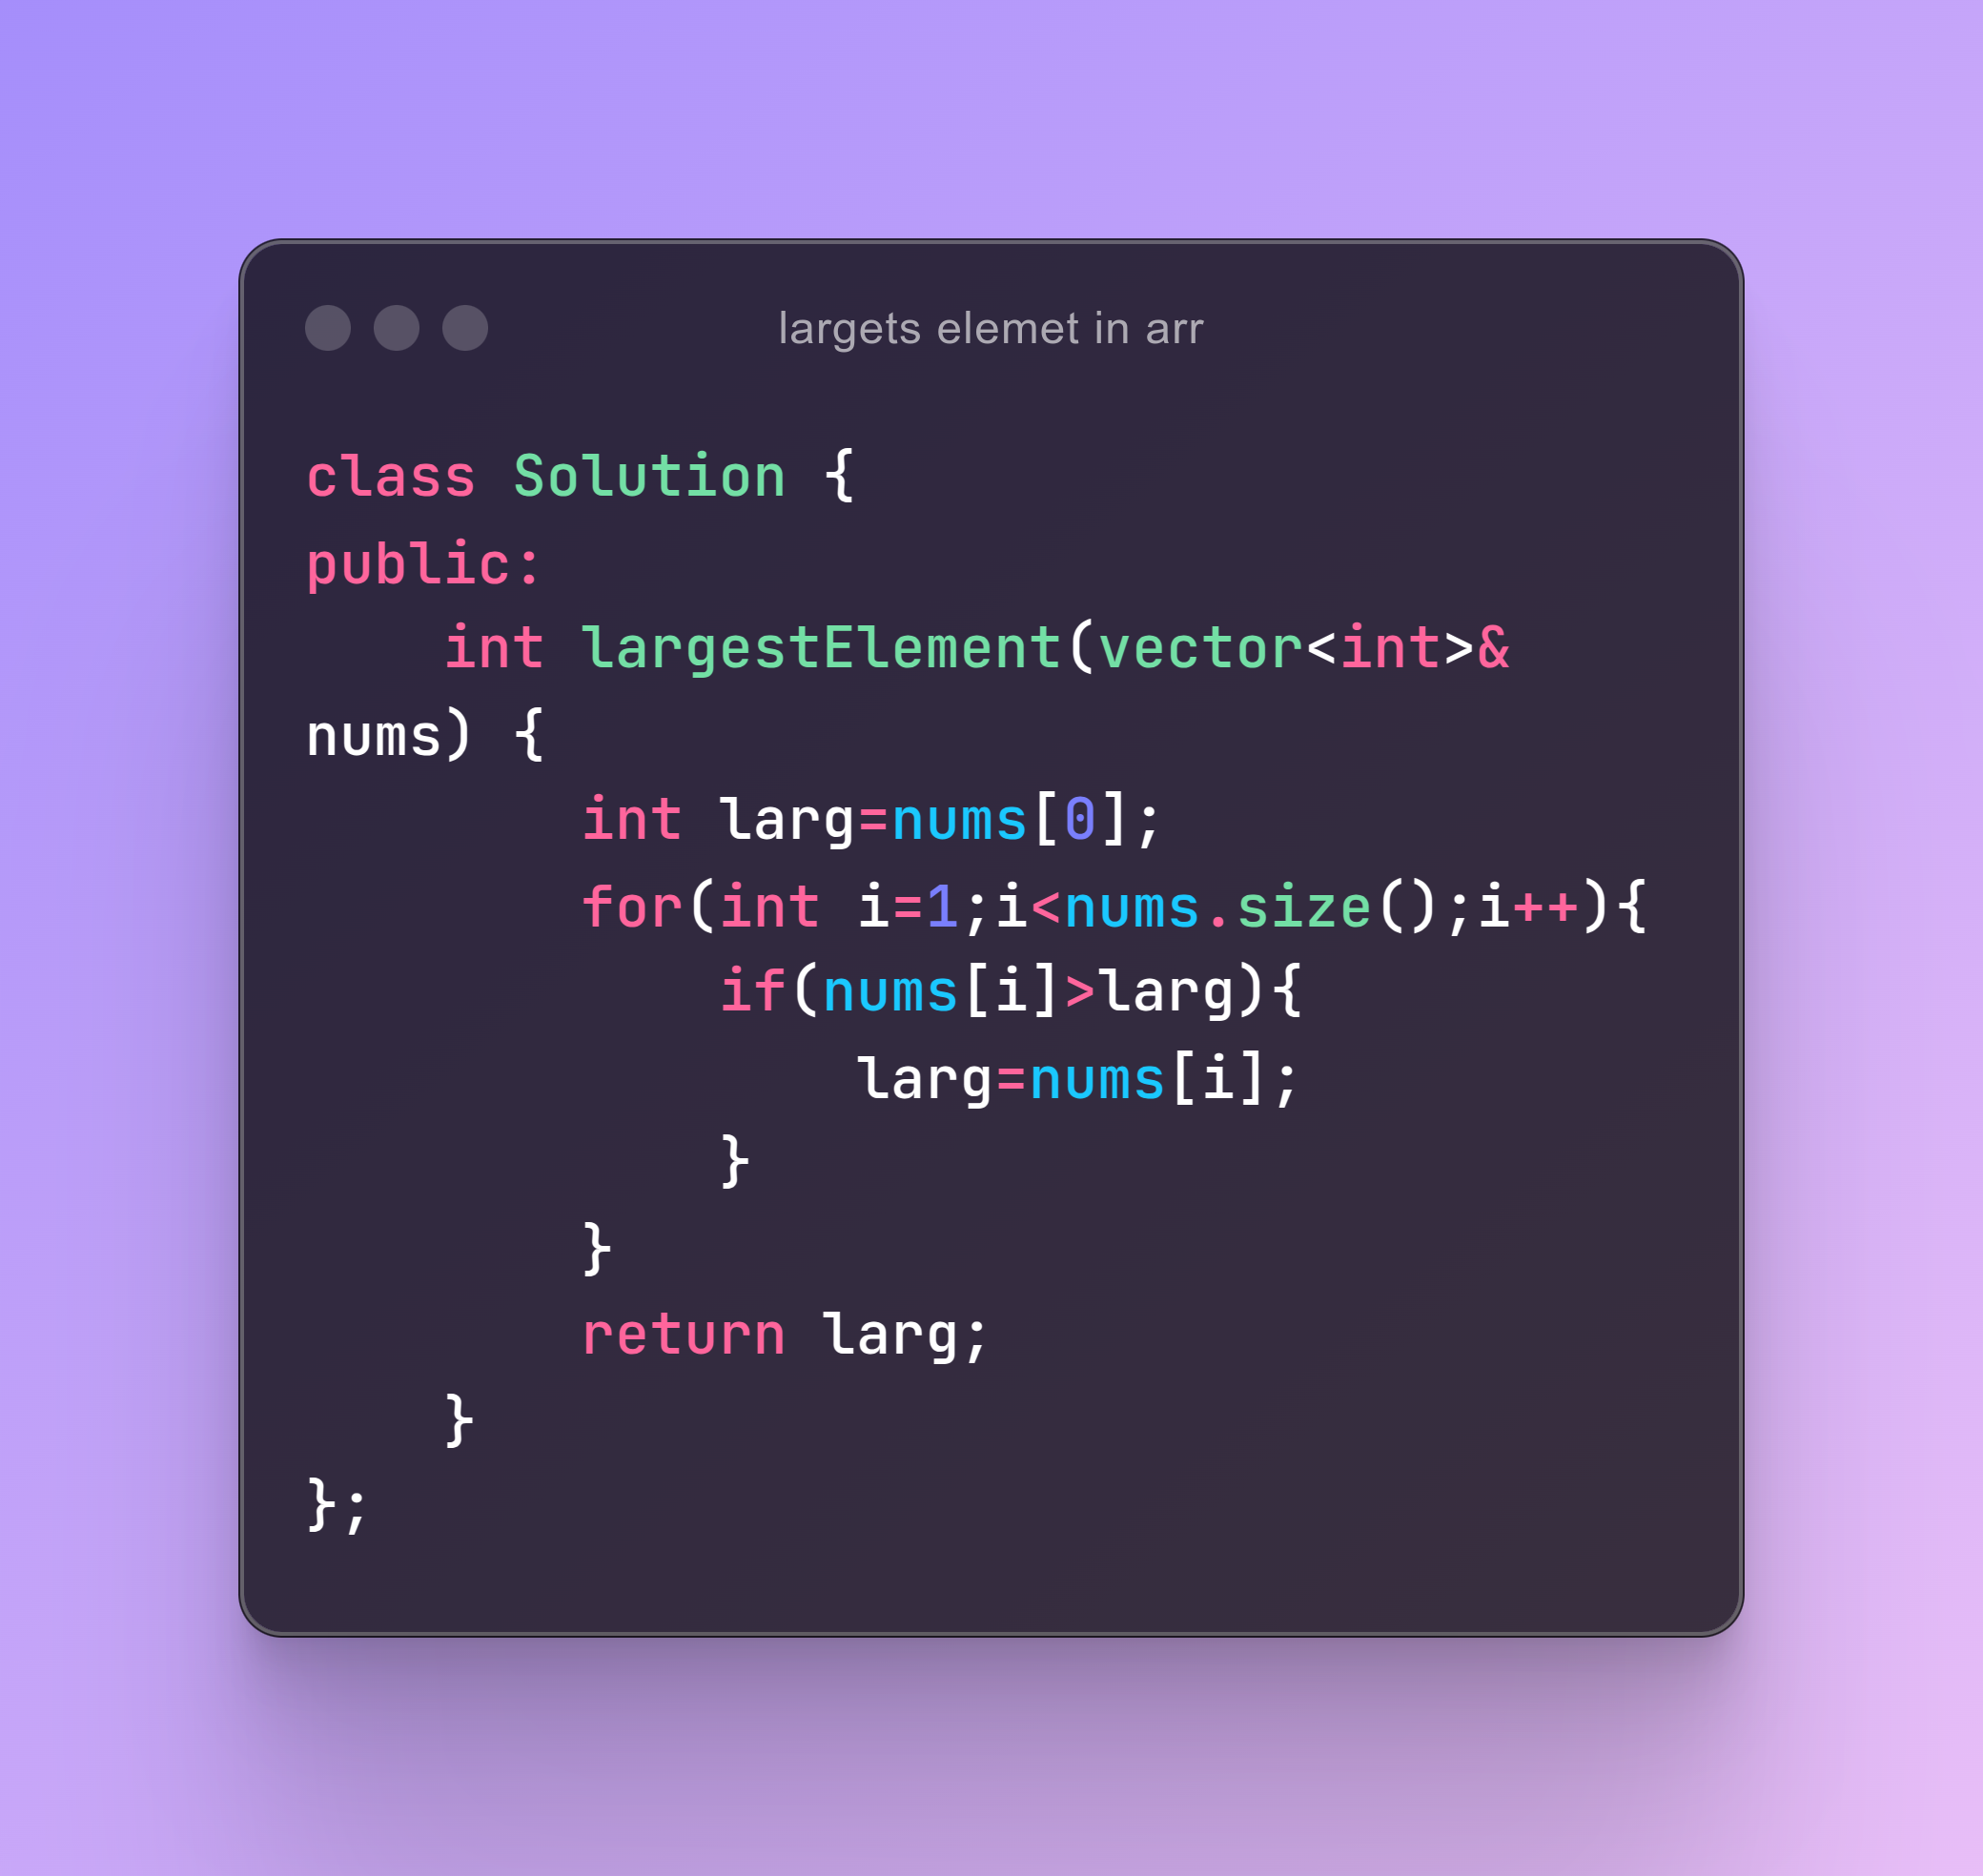 largets elemet in arr
class Solution {
public:
    int largestElement(vector<int>&
nums) {
        int larg=nums[0];
        for(int i=1;i<nums.size();i++){
            if(nums[i]>larg){
                larg=nums[i];
            }
        }
        return larg;
    }
};